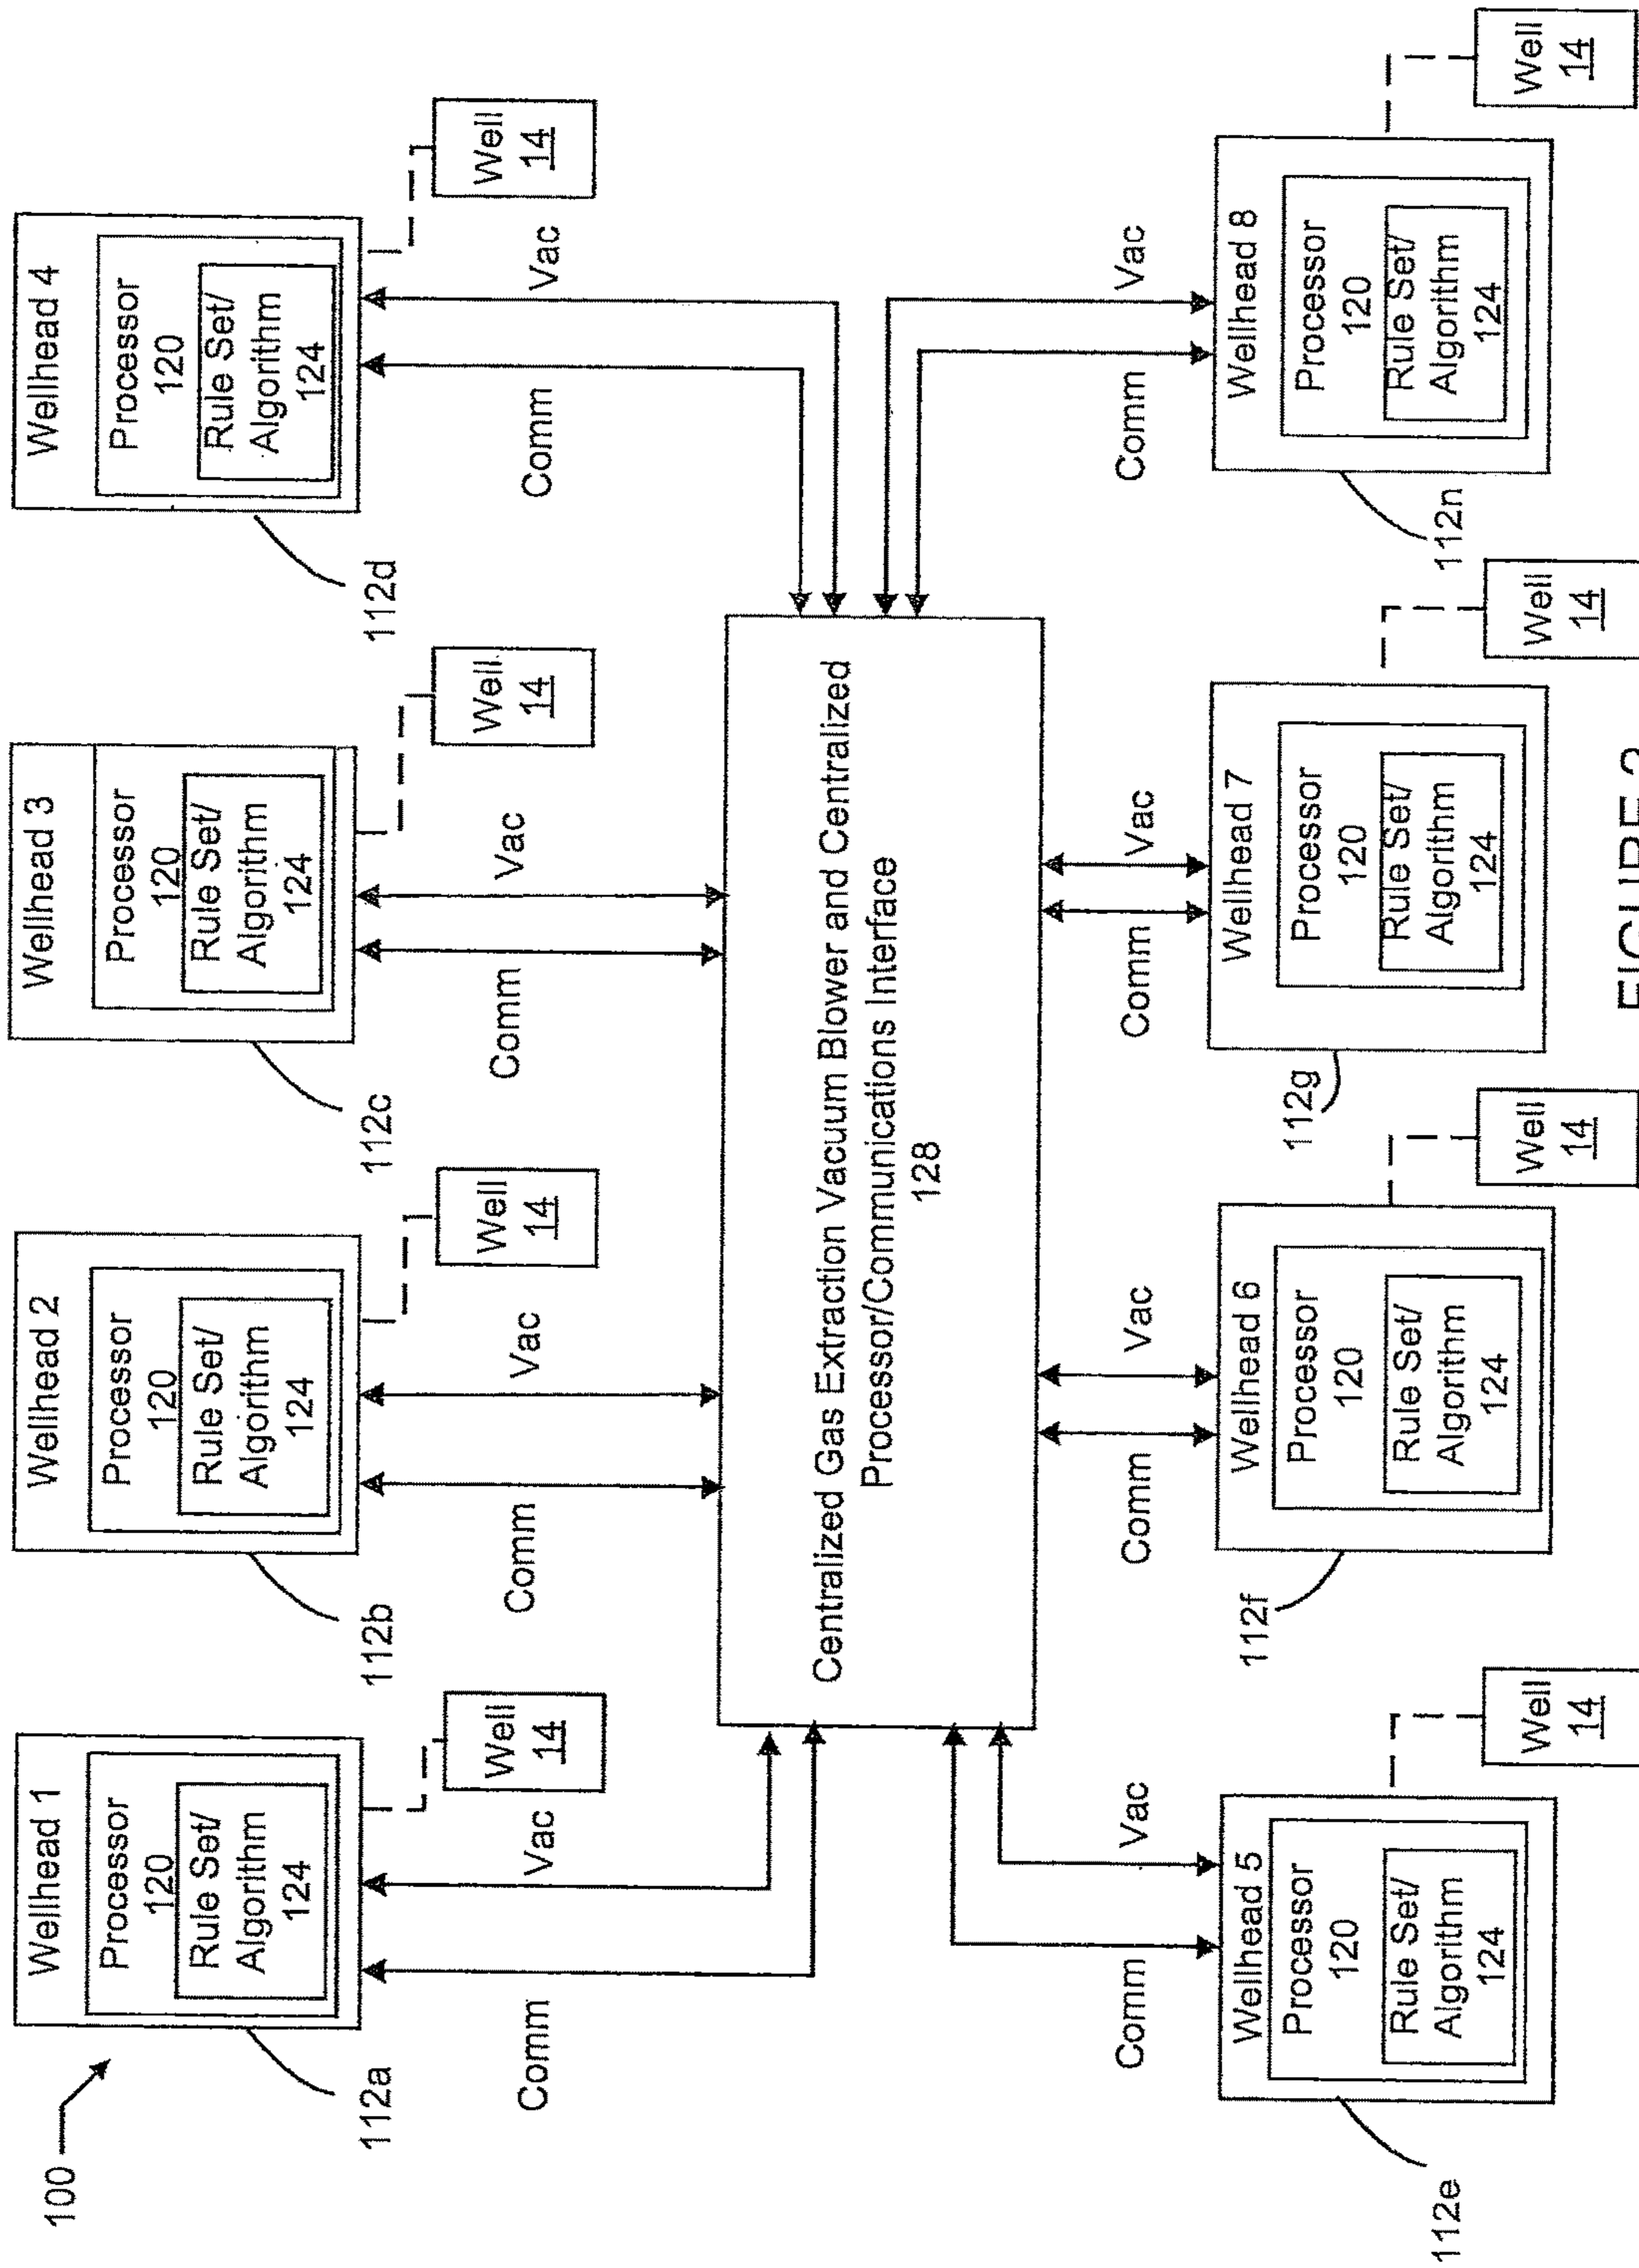 100
Wellhead 1
Processor
120
Rule Set/
Algorithm
124
112a
Well
14
Vac
Comm
Wellhead 2
Processor
120
Rule Set/
Algorithm
124
112b
Well
14
Vac
Comm
Wellhead 3
Processor
120
Rule Set/
Algorithm
124
112c
Well
14
Vac
Comm
Wellhead 4
Processor
120
Rule Set/
Algorithm
124
112d
Well
14
Vac
Comm
Centralized Gas Extraction Vacuum Blower and Centralized
Processor/Communications Interface
128
Comm
Vac
Wellhead 5
Processor
120
Rule Set/
Algorithm
124
112e
Well
14
Comm
Vac
Wellhead 6
Processor
120
Rule Set/
Algorithm
124
112f
Well
14
Comm
Vac
Wellhead 7
Processor
120
Rule Set/
Algorithm
124
112g
Well
14
Comm
Vac
Wellhead 8
Processor
120
Rule Set/
Algorithm
124
112n
Well
14
FIGURE